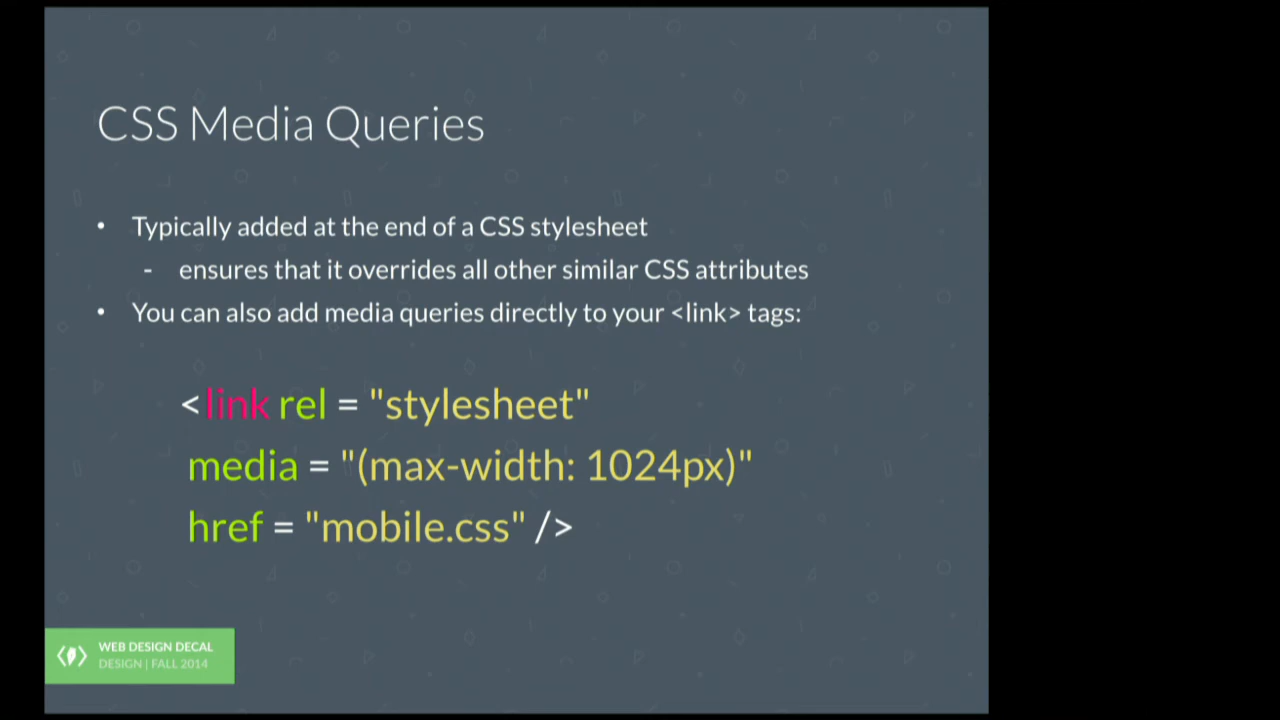 CSS Media Queries
• Typically added at the end of a CSS stylesheet
- ensures that it overrides all other similar CSS attributes
• You can also add media queries directly to your <link> tags:
<link rel = "stylesheet"
media = "(max-width: 1024px)"
href = "mobile.css" />
WEB DESIGN DECAL
DESIGN | FALL 2014